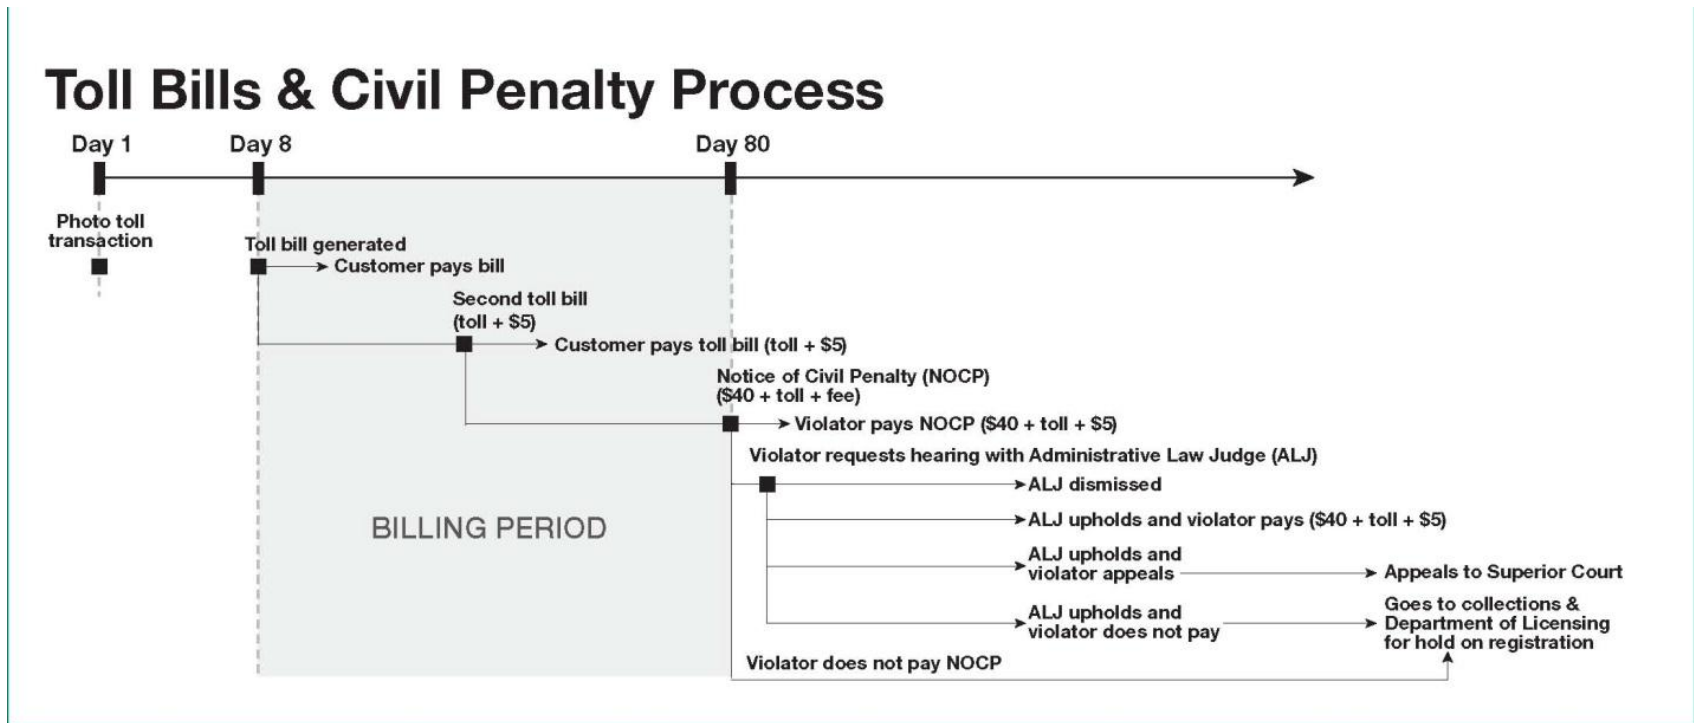 Toll Bills & Civil Penalty Process
Day 1
Day 8
Day 80
Photo toll
transaction
Toll bill generated
Customer pays bill
Second toll bill
(toll + $5)
Customer pays toll bill (toll + $5)
Notice of Civil Penalty (NOCP)
($40 + toll + fee)
Violator pays NOCP ($40 + toll + $5)
Violator requests hearing with Administrative Law Judge (ALJ)
ALJ dismissed
ALJ upholds and violator pays ($40 + toll + $5)
BILLING PERIOD
ALJ upholds and
violator appeals
Appeals to Superior Court
ALJ upholds and
violator does not pay
Goes to collections &
Department of Licensing
for hold on registration
Violator does not pay NOCP